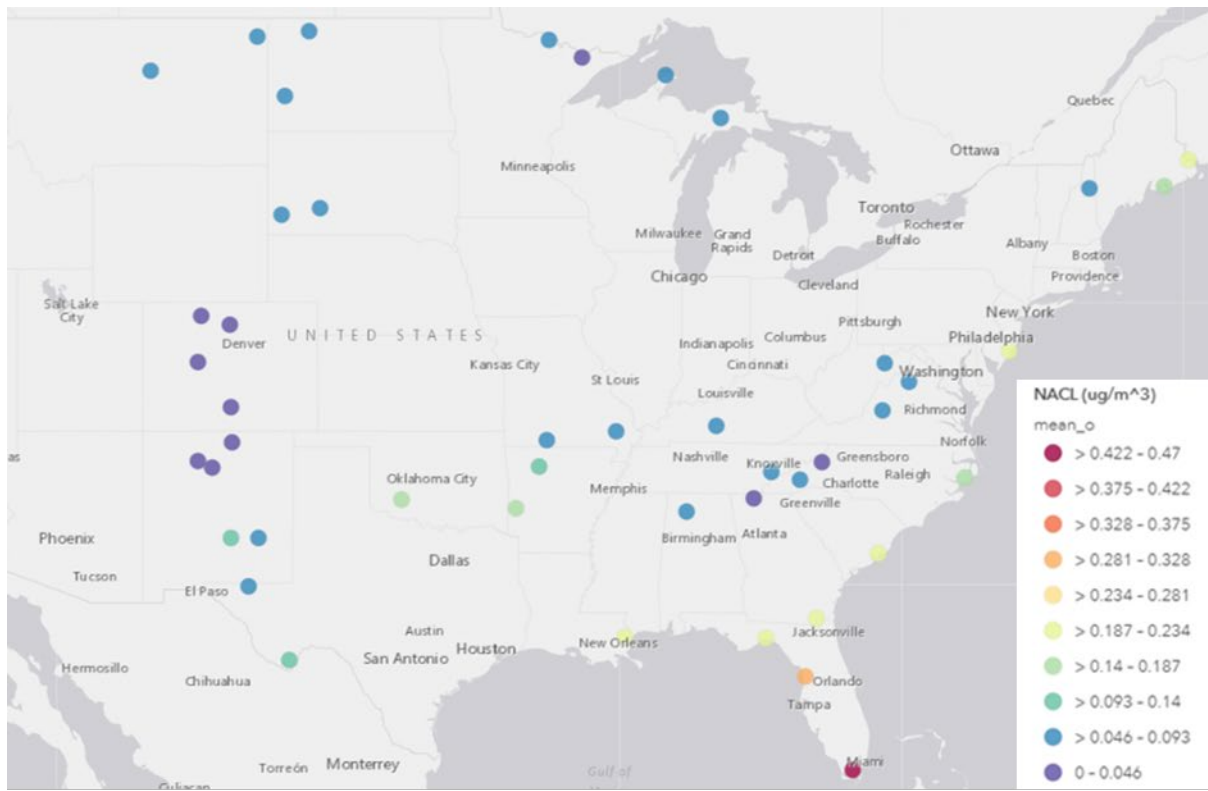 Quebec
Ottawa
Minneapolis
Toronto
Rochester
Milwaukee
Grand
Rapids
Buffalo
Albany
Detroit
Boston
Chicago
Cleveland
Providence
Salt Lake
City
New York
Pittsburgh
UNITED STATES
Denver
Indianapolis
Columbus
Philadelphia
Kansas City
Cincinnati
Washington
St Louis
Louisville
Richmond
Norfolk
as
Nashville
Knoxville
Greensboro
Oklahoma City
Raleigh
Memphis
Charlotte
Greenville
Phoenix
Birmingham
Atlanta
Dallas
Tucson
El Paso
Austin
Jacksonville
New Orleans
Houston
San Antonio
Hermosillo
Chihuahua
Orlando
Tampa
Miami
Torreón
Monterrey
Gulf of
Culiacan
NACL (ug/m^3)
mean_o
> 0.422 - 0.47
> 0.375 - 0.422
> 0.328 - 0.375
> 0.281 - 0.328
> 0.234 - 0.281
> 0.187 - 0.234
> 0.14 - 0.187
> 0.093 - 0.14
> 0.046 - 0.093
0 - 0.046